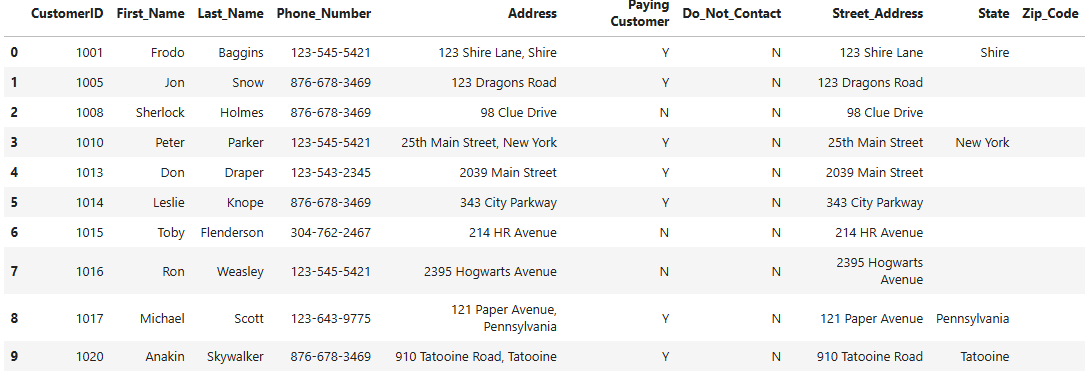 CustomerID First_Name Last_Name Phone_Number Address Paying Customer Do_Not_Contact Street_Address State Zip_Code
0 1001 Frodo Baggins 123-545-5421 123 Shire Lane, Shire Y N 123 Shire Lane Shire
1 1005 Jon Snow 876-678-3469 123 Dragons Road Y N 123 Dragons Road
2 1008 Sherlock Holmes 876-678-3469 98 Clue Drive N N 98 Clue Drive
3 1010 Peter Parker 123-545-5421 25th Main Street, New York Y N 25th Main Street New York
4 1013 Don Draper 123-543-2345 2039 Main Street Y N 2039 Main Street
5 1014 Leslie Knope 876-678-3469 343 City Parkway Y N 343 City Parkway
6 1015 Toby Flenderson 304-762-2467 214 HR Avenue N N 214 HR Avenue
7 1016 Ron Weasley 123-545-5421 2395 Hogwarts Avenue N N 2395 Hogwarts Avenue
8 1017 Michael Scott 123-643-9775 121 Paper Avenue, Pennsylvania Y N 121 Paper Avenue Pennsylvania
9 1020 Anakin Skywalker 876-678-3469 910 Tatooine Road, Tatooine Y N 910 Tatooine Road Tatooine